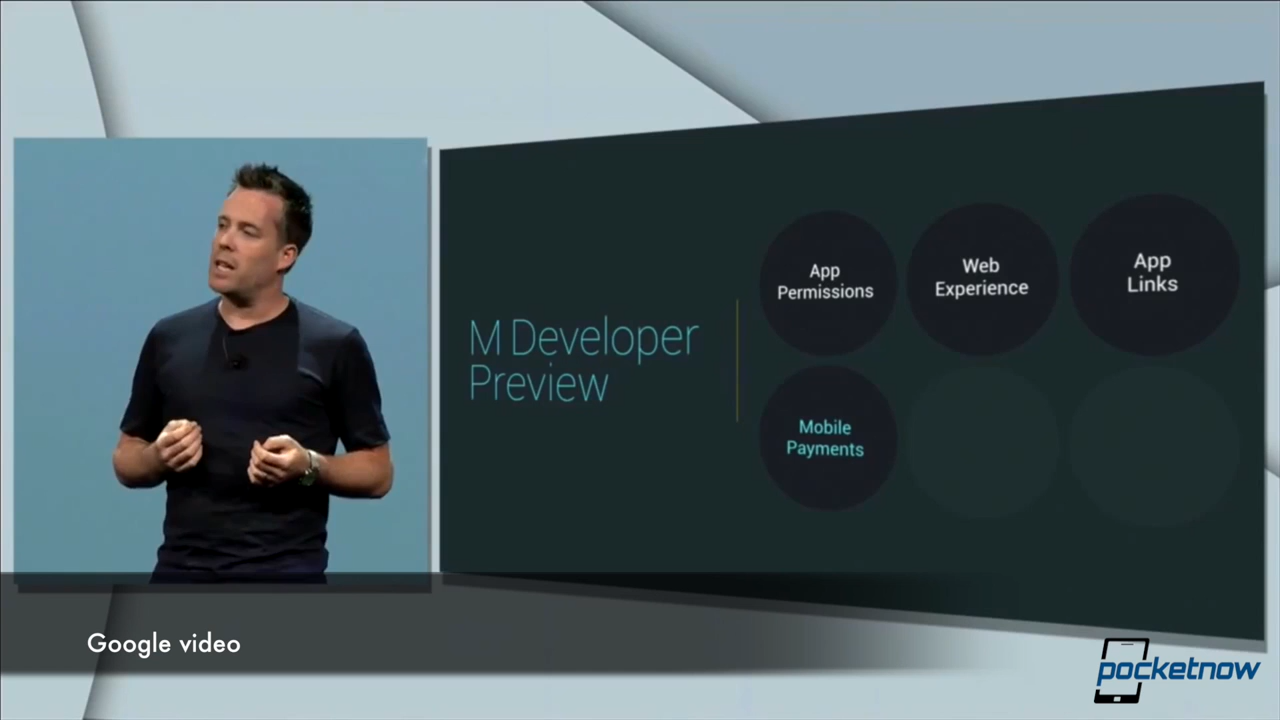 M Developer
Preview
App
Permissions
Web
Experience
App
Links
Mobile
Payments
Google video
pocketnow